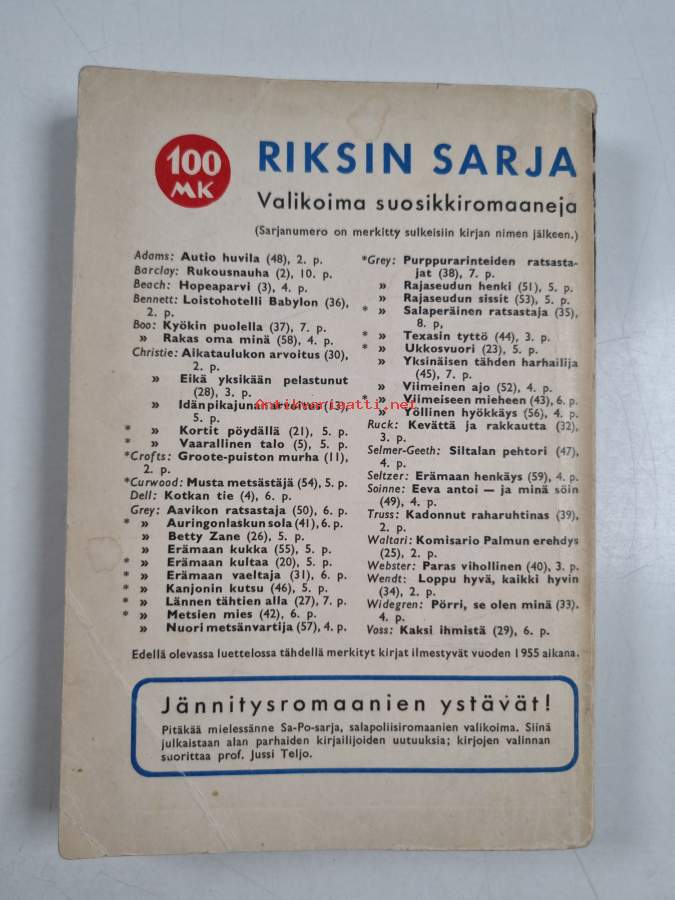 100
MK
RIKSIN SARJA
Valikoima suosikkiromaaneja
(Sarjanumero on merkitty sulkeisiin kirjan nimen jälkeen.)
Adams: Autio huvila (48), 2. p.
Barclay: Rukousnauha (2), 10. p.
Beach: Hopeaparvi (3), 4. p.
Bennett: Loistohotelli Babylon (36),
2. p.
Boo: Kyökin puolella (37), 7. p.
» Rakas oma minä (58), 4. p.
Christie: Aikataulukon arvoitus (30),
2. p.
» Eikä yksikään pelastunut
(28), 3. p.
» Idänpikajunan arvoitus (13),
5. p.
* » Kortit pöydällä (21), 5. p.
* » Vaarallinen talo (5), 5. p.
*Crofts: Groote-puiston murha (11),
2. p.
*Curwood: Musta metsästäjä (54), 5. p.
Dell: Kotkan tie (4), 6. p.
Grey: Aavikon ratsastaja (50), 6. p.
* » Auringonlaskun sola (41), 6. p.
» Betty Zane (26), 5. p.
» Erämaan kukka (55), 5. p.
* » Erämaan kultaa (20), 5. p.
* » Erämaan vaeltaja (31), 6. p.
* » Kanjonin kutsu (46), 5. p.
* » Lännen tähtien alla (27), 7. p.
* » Metsien mies (42), 6. p.
» Nuori metsänvartija (57), 4. p.
*Grey: Purppurarinteiden ratsasta-
jat (38), 7. p.
» Rajaseudun henki (51), 5. p.
» Rajaseudun sissit (53), 5. p.
* » Salaperäinen ratsastaja (35),
8. p,
* » Texasin tyttö (44), 3. p.
* » Ukkosvuori (23), 5. p.
» Yksinäisen tähden harhailija
(45), 7. p.
» Viimeinen ajo (52), 4. p.
* » Viimeiseen mieheen (43), 6. p.
» Yöllinen hyökkäys (56), 4. p.
Ruck: Kevättä ja rakkautta (32),
3. p.
Selmer-Geeth: Siltalan pehtori (47),
4. p.
Seltzer: Erämaan henkäys (59), 4. p.
Soinne: Eeva antoi — ja minä söin
(49), 4. p.
Truss: Kadonnut raharuhtinas (39),
2. p.
Waltari: Komisario Palmun erehdys
(25), 2. p.
Webster: Paras vihollinen (40), 3. p.
Wendt: Loppu hyvä, kaikki hyvin
(34), 2. p.
Widegren: Pörri, se olen minä (33).
4. p.
Voss: Kaksi ihmistä (29), 6. p.
Antikvariaatti.net
Edellä olevassa luettelossa tähdellä merkityt kirjat ilmestyvät vuoden 1955 aikana.
Jännitysromaanien ystävät!
Pitäkää mielessänne Sa-Po-sarja, salapoliisiromaanien valikoima. Siinä
julkaistaan alan parhaiden kirjailijoiden uutuuksia; kirjojen valinnan
suorittaa prof. Jussi Teljo.